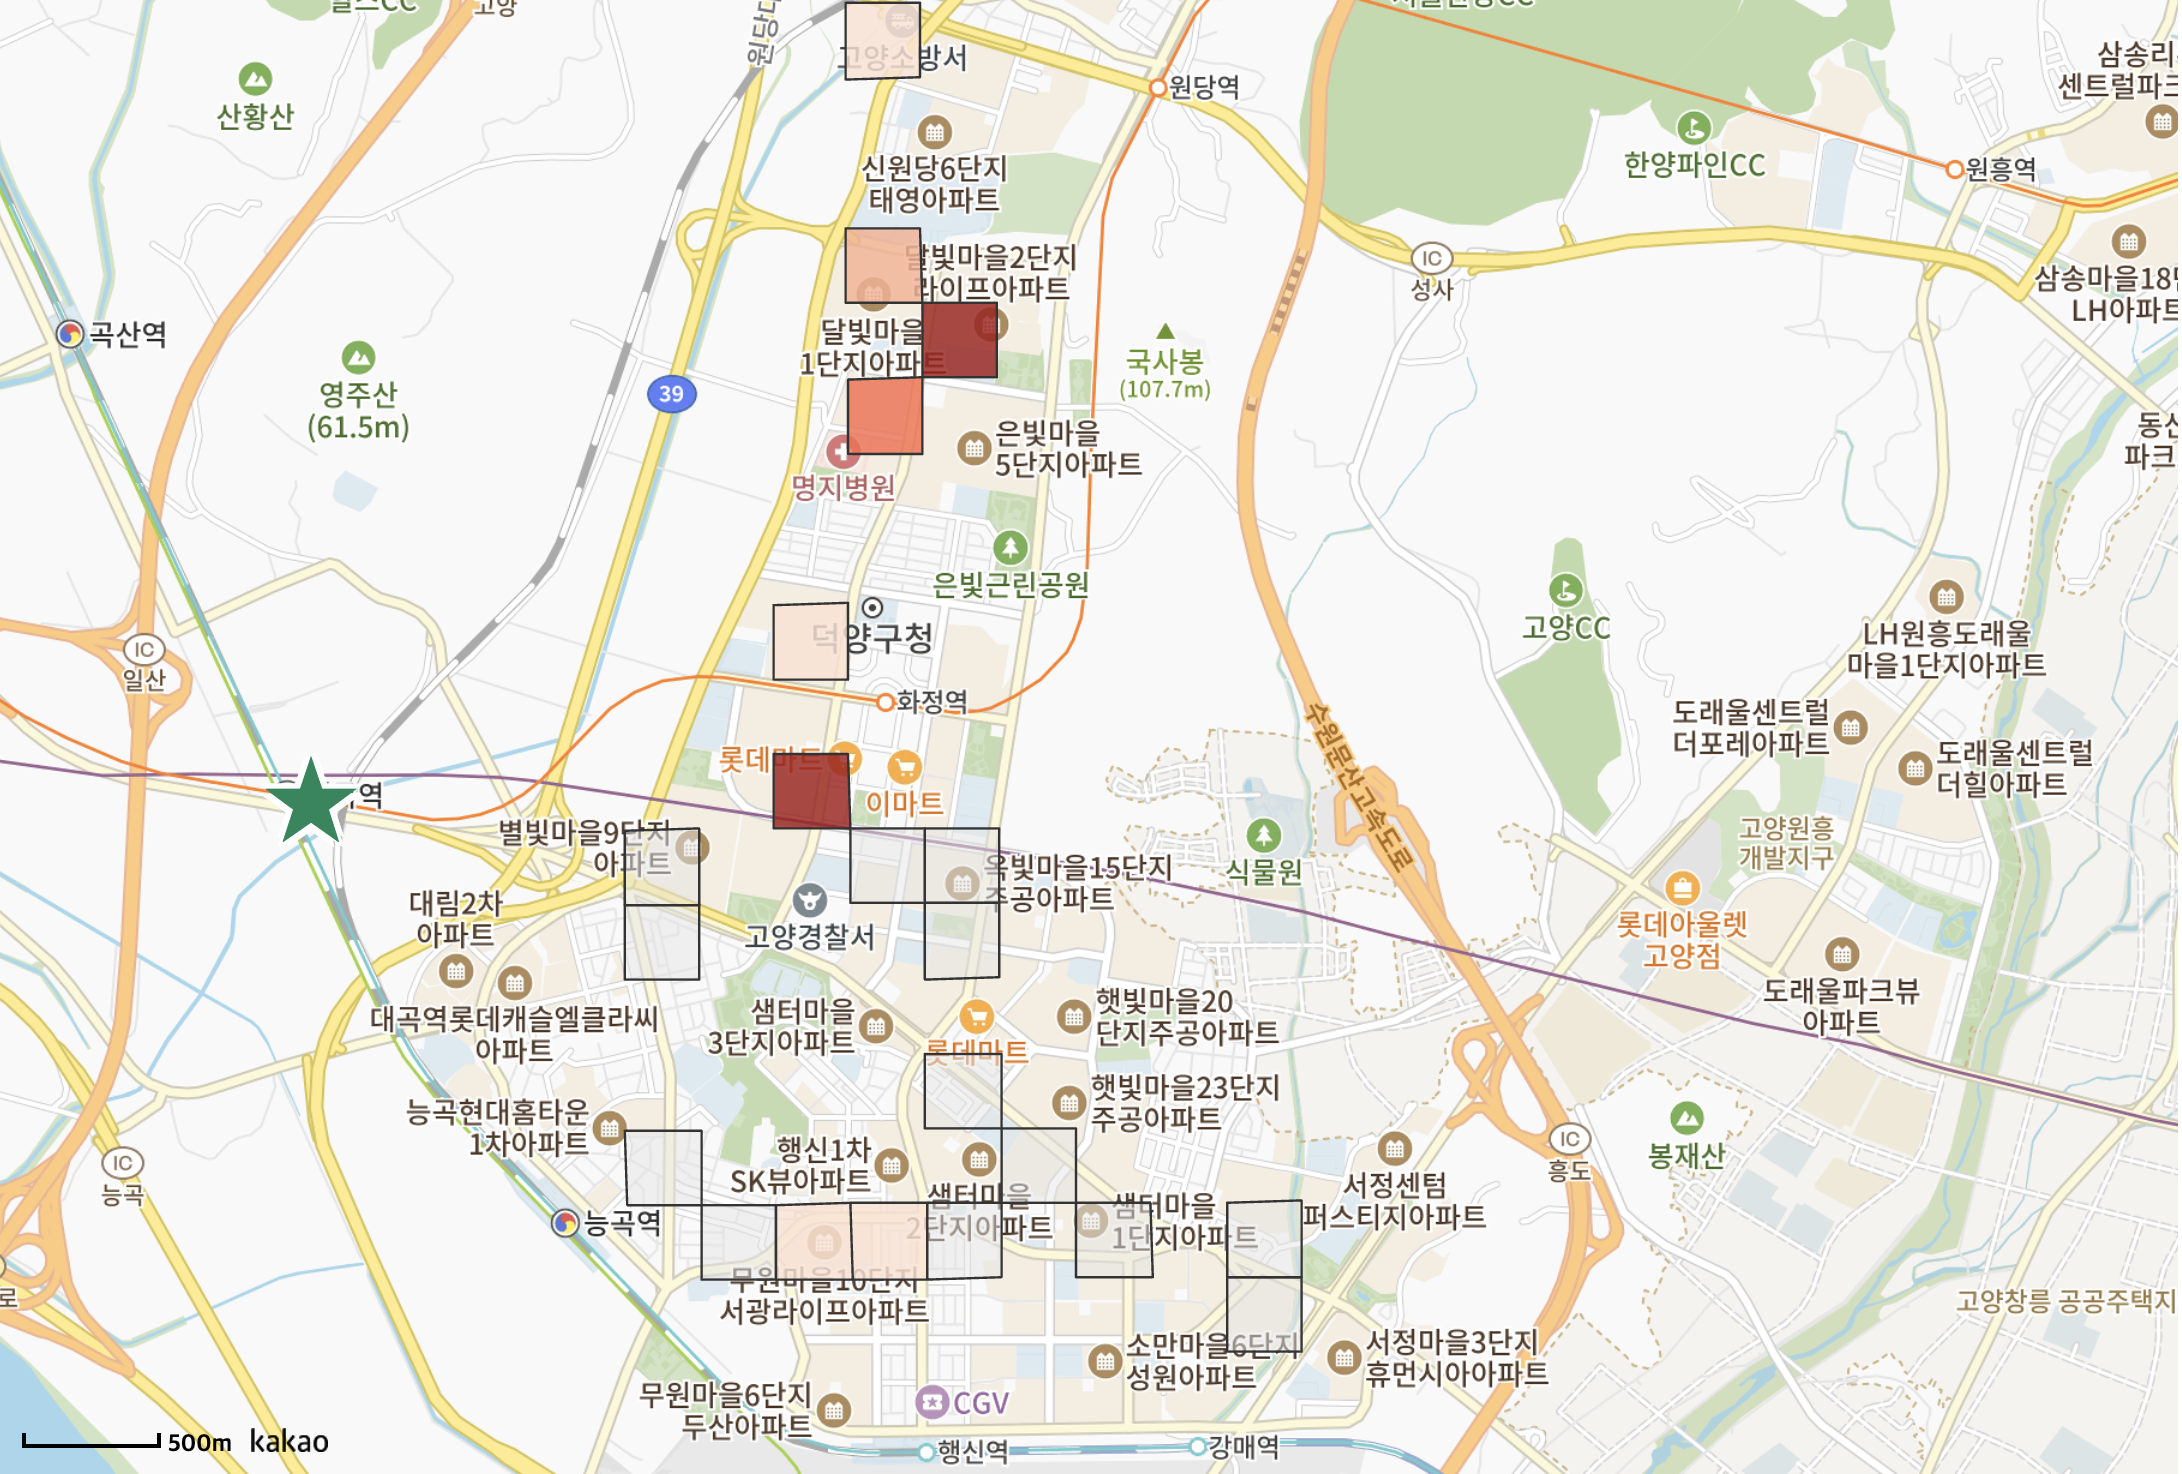 고양
원당대
고양소방서
원당역
삼송리
센트럴파크
산황산
신원당6단지
태영아파트
한양파인CC
원흥역
달빛마을2단지
라이프아파트
IC
성사
삼송마을18단
LH아파트
곡산역
달빛마을
1단지아파트
국사봉
(107.7m)
영주산
(61.5m)
39
은빛마을
5단지아파트
동산
파크
명지병원
은빛근린공원
덕양구청
고양CC
LH원흥도래울
마을1단지아파트
IC
일산
화정역
도래울센트럴
더포레아파트
도래울센트럴
더힐아파트
수원문산고속도로
롯데마트
이마트
역
별빛마을9단지
아파트
고양원흥
개발지구
식물원
옥빛마을15단지
주공아파트
대림2차
아파트
고양경찰서
롯데아울렛
고양점
도래울파크뷰
아파트
대곡역롯데캐슬엘클라씨
아파트
샘터마을
3단지아파트
햇빛마을20
단지주공아파트
롯데마트
햇빛마을23단지
주공아파트
능곡현대홈타운
1차아파트
IC
능곡
행신1차
SK뷰아파트
IC
흥도
봉재산
샘터마을
2단지아파트
샘터마을
1단지아파트
서정센텀
퍼스티지아파트
능곡역
로
무원마을10단지
서광라이프아파트
고양창릉 공공주택지
소만마을6단지
성원아파트
서정마을3단지
휴먼시아아파트
무원마을6단지
두산아파트
CGV
500m kakao
행신역
강매역